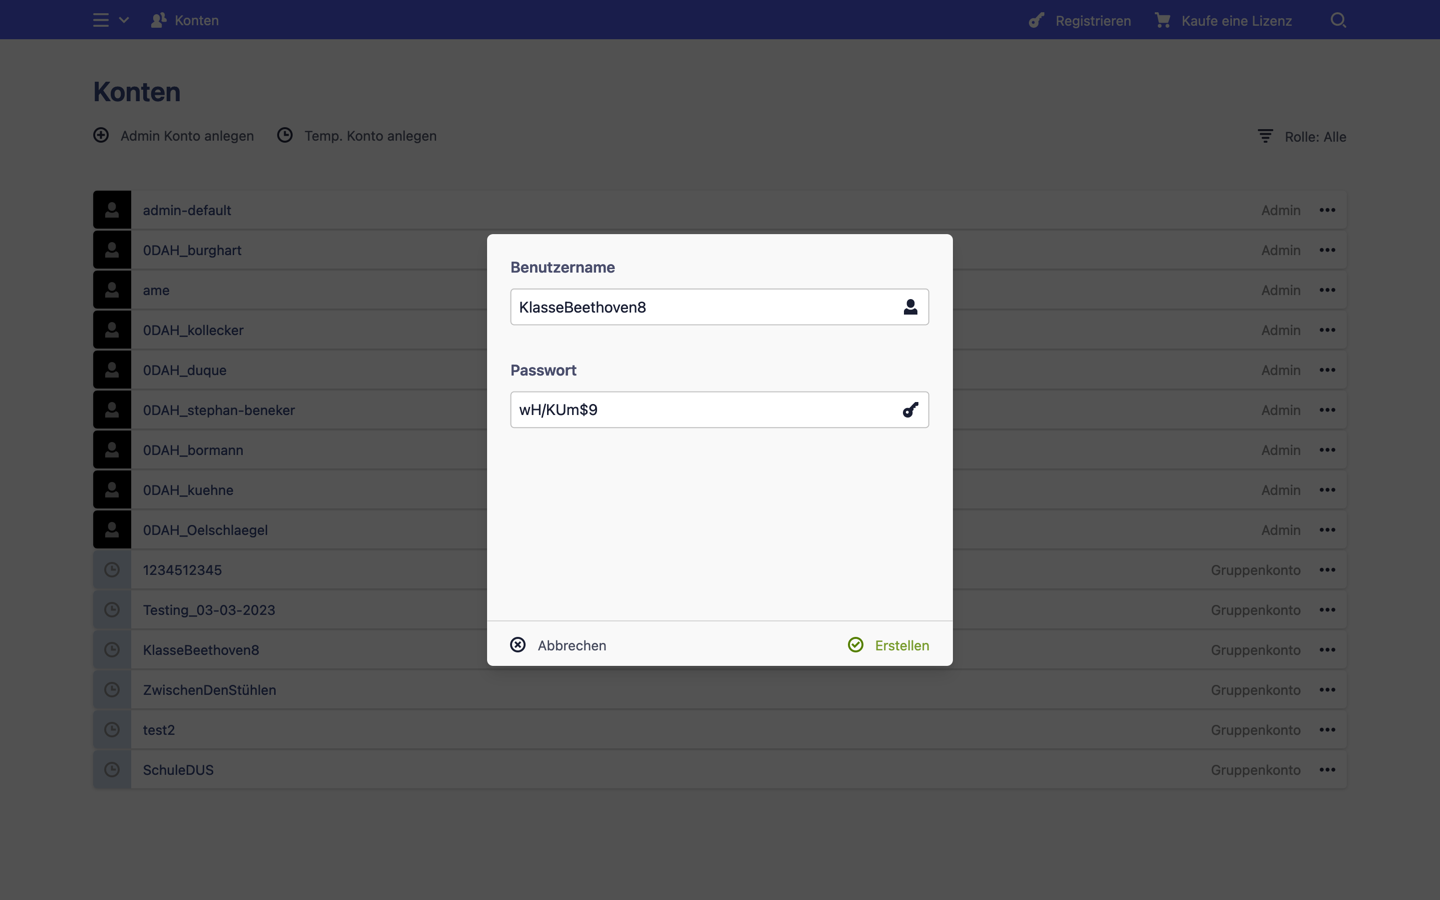 Konten
Registrieren
Kaufe eine Lizenz
Konten
Admin Konto anlegen
Temp. Konto anlegen
Rolle: Alle
admin-default Admin
0DAH_burghart Admin
ame Admin
0DAH_kollecker Admin
0DAH_duque Admin
0DAH_stephan-beneker Admin
0DAH_bormann Admin
0DAH_kuehne Admin
0DAH_Oelschlaegel Admin
1234512345 Gruppenkonto
Testing_03-03-2023 Gruppenkonto
KlasseBeethoven8 Gruppenkonto
ZwischenDenStühlen Gruppenkonto
test2 Gruppenkonto
SchuleDUS Gruppenkonto
Benutzername
KlasseBeethoven8
Passwort
wH/KUm$9
Abbrechen
Erstellen